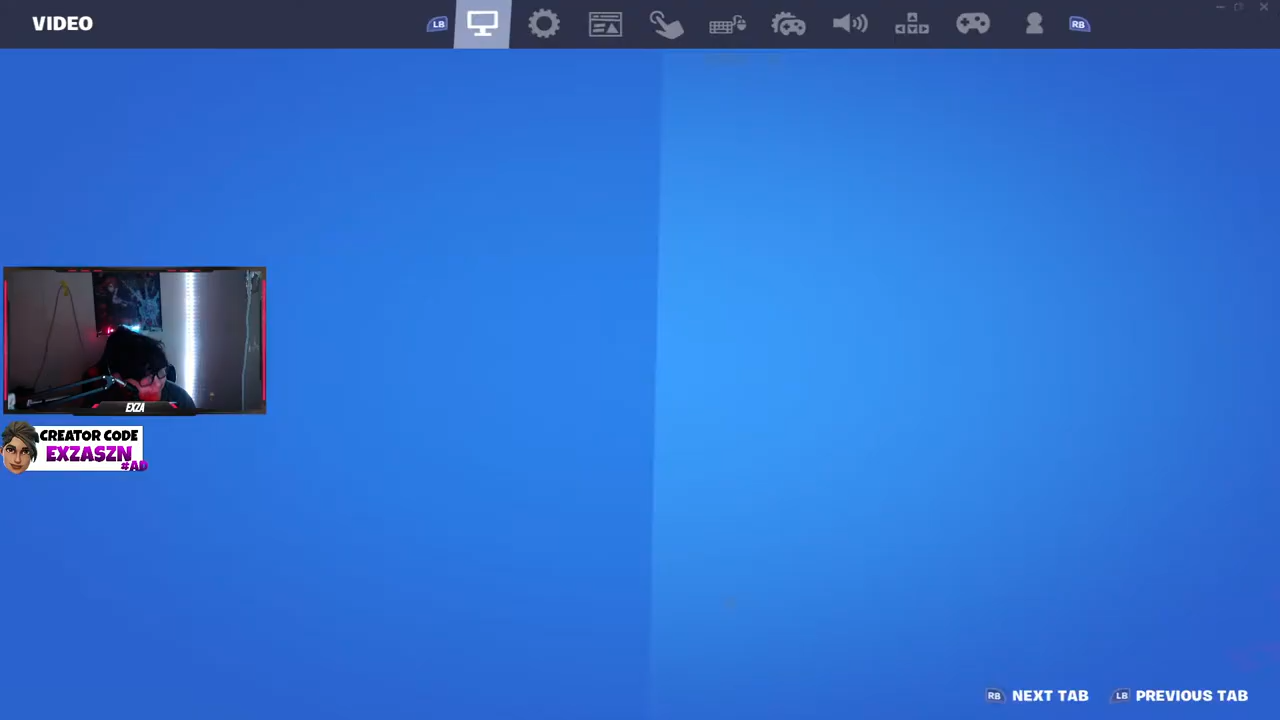 VIDEO
LB
RB
EXZA
CREATOR CODE
EXZASZN
#AD
RB NEXT TAB LB PREVIOUS TAB